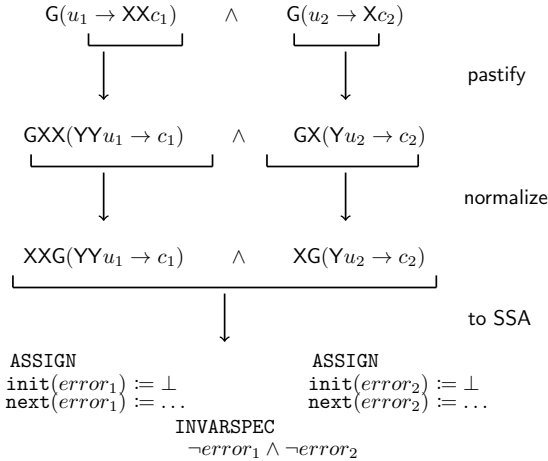 G(u₁ → XXc₁) ∧ G(u₂ → Xc₂)
pastify
GXX(YYu₁ → c₁) ∧ GX(Yu₂ → c₂)
normalize
XXG(YYu₁ → c₁) ∧ XG(Yu₂ → c₂)
to SSA
ASSIGN ASSIGN
init(error₁) := ⊥ init(error₂) := ⊥
next(error₁) := ... next(error₂) := ...
INVARSPEC
¬error₁ ∧ ¬error₂